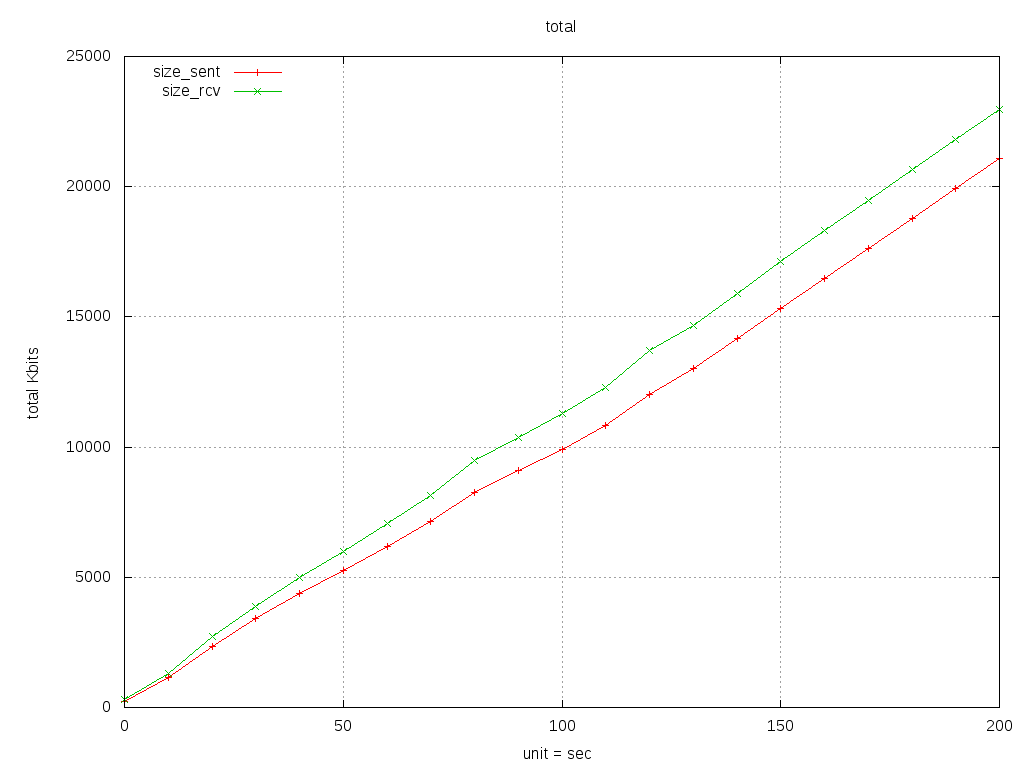 total
25000
20000
15000
10000
5000
0
total Kbits
size_sent
size_rcv
0 50 100 150 200
unit = sec